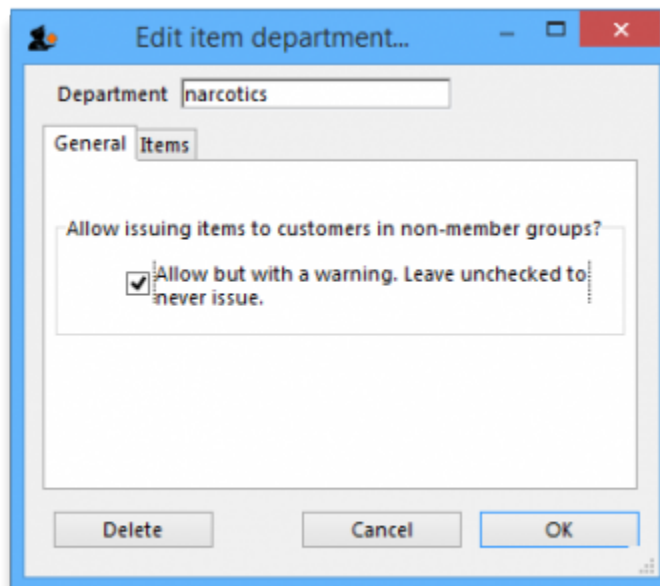 Edit item department...
Department narcotics
General Items
Allow issuing items to customers in non-member groups?
Allow but with a warning. Leave unchecked to
never issue.
Delete Cancel OK